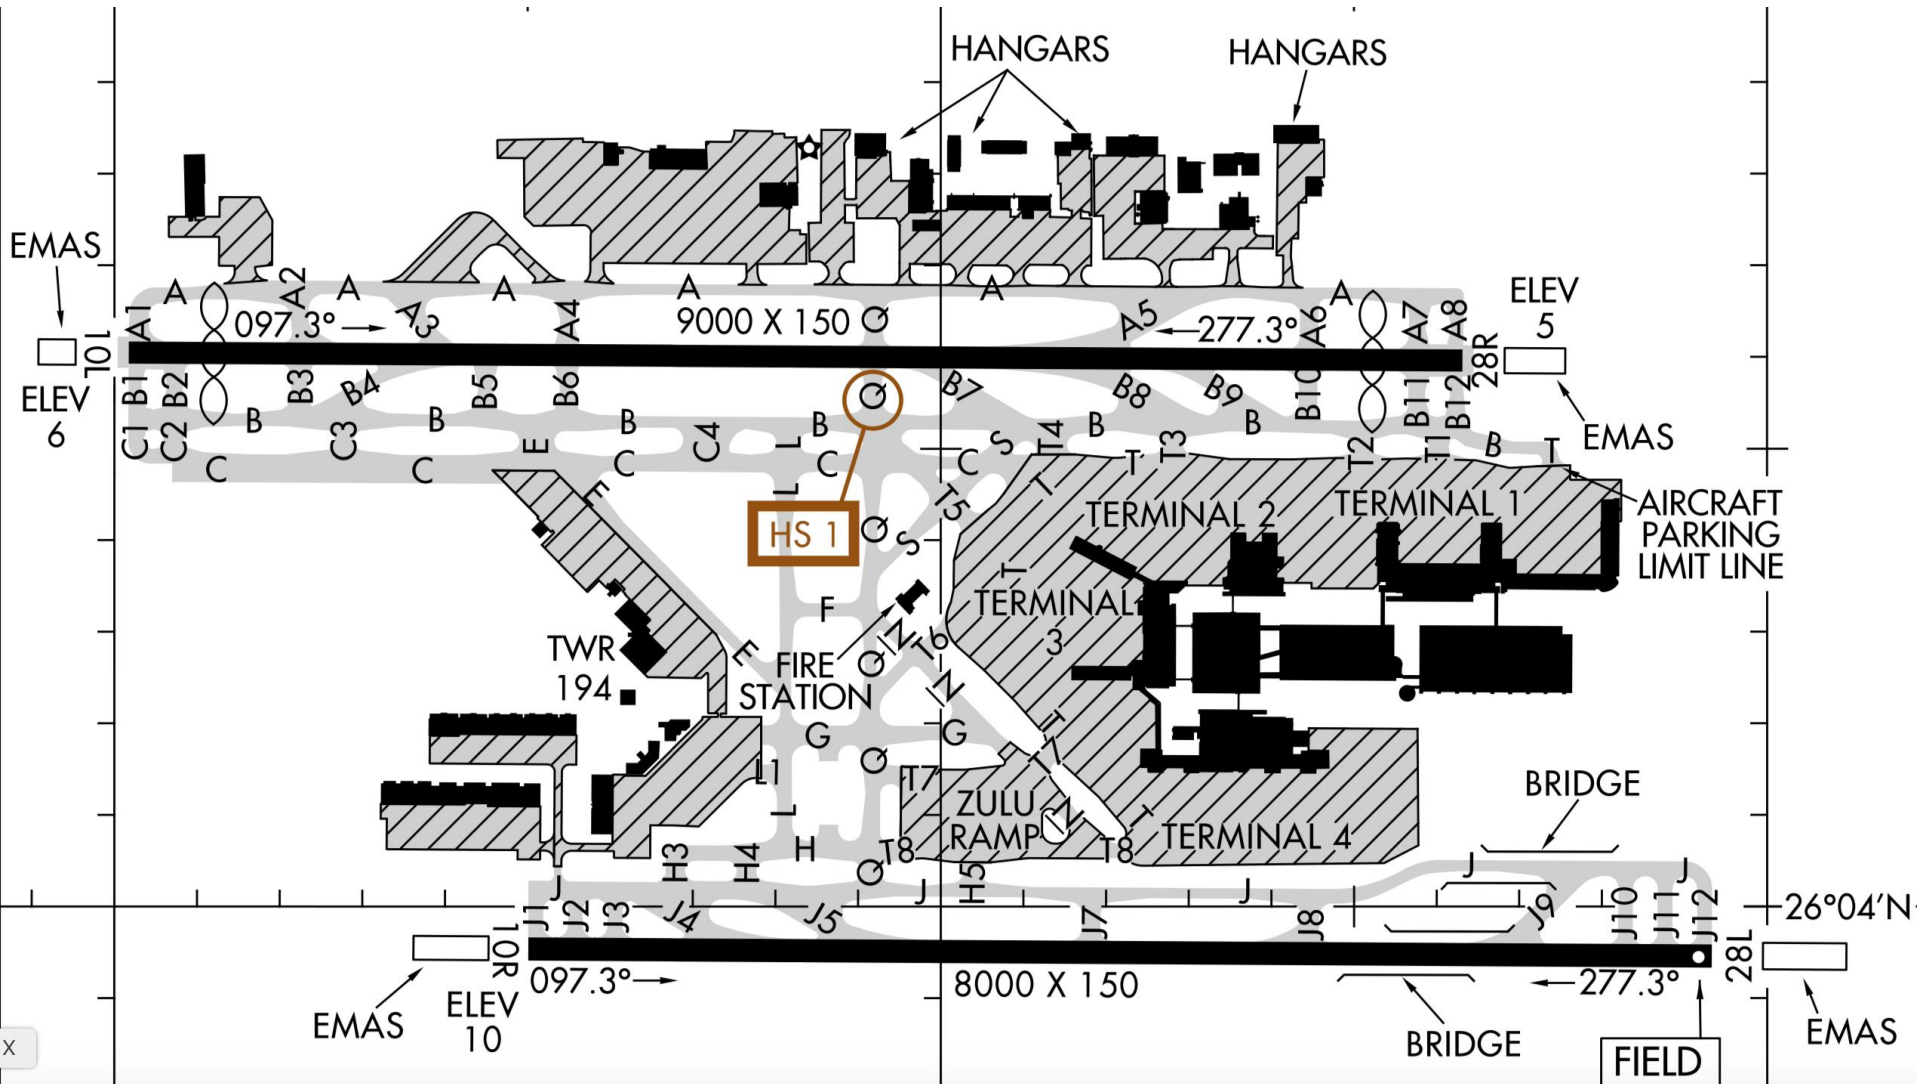 HANGARS
HANGARS
EMAS
A
A2
A
A
A
A
A
ELEV
5
A1
097.3°
A3
A4
9000 X 150
Q
A5
277.3°
A6
A7
A8
10L
28R
ELEV
6
B1
B2
B3
B4
B5
B6
Q
B7
B8
B9
B10
B11
B12
EMAS
C1
C2
B
C3
B
E
B
C4
L
B
S
T4
B
T3
B
T2
T1
B
T
C
C
C
C
C
T
T
E
L
T5
HS 1
Q
S
TERMINAL 2
TERMINAL 1
AIRCRAFT
PARKING
LIMIT LINE
T
TERMINAL
3
F
N
T6
TWR
194
E
FIRE
STATION
Q
N
G
G
T
L1
Q
T7
T
ZULU
RAMP
N
T
BRIDGE
L
H3
H4
H
T8
T8
TERMINAL 4
Q
J
H5
J
J
J
J
J1
J2
J3
J4
J5
J7
J8
J9
J10
J11
J12
26°04'N
10R
28L
097.3°
8000 X 150
277.3°
EMAS
ELEV
10
BRIDGE
EMAS
FIELD
X